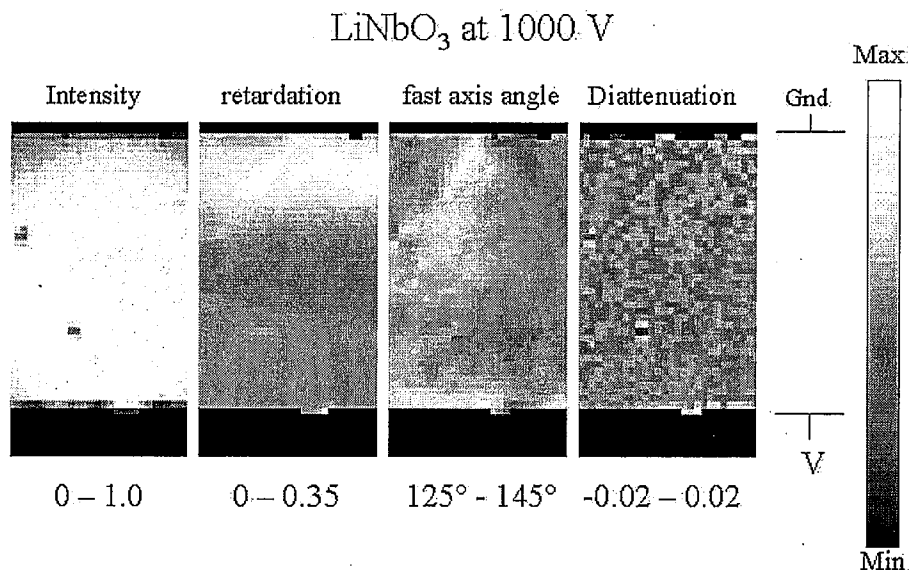 LiNbO₃ at 1000 V
Maxi
Intensity retardation fast axis angle Diattenuation Gnd
V
0 – 1.0 0 – 0.35 125° - 145° -0.02 – 0.02
Min